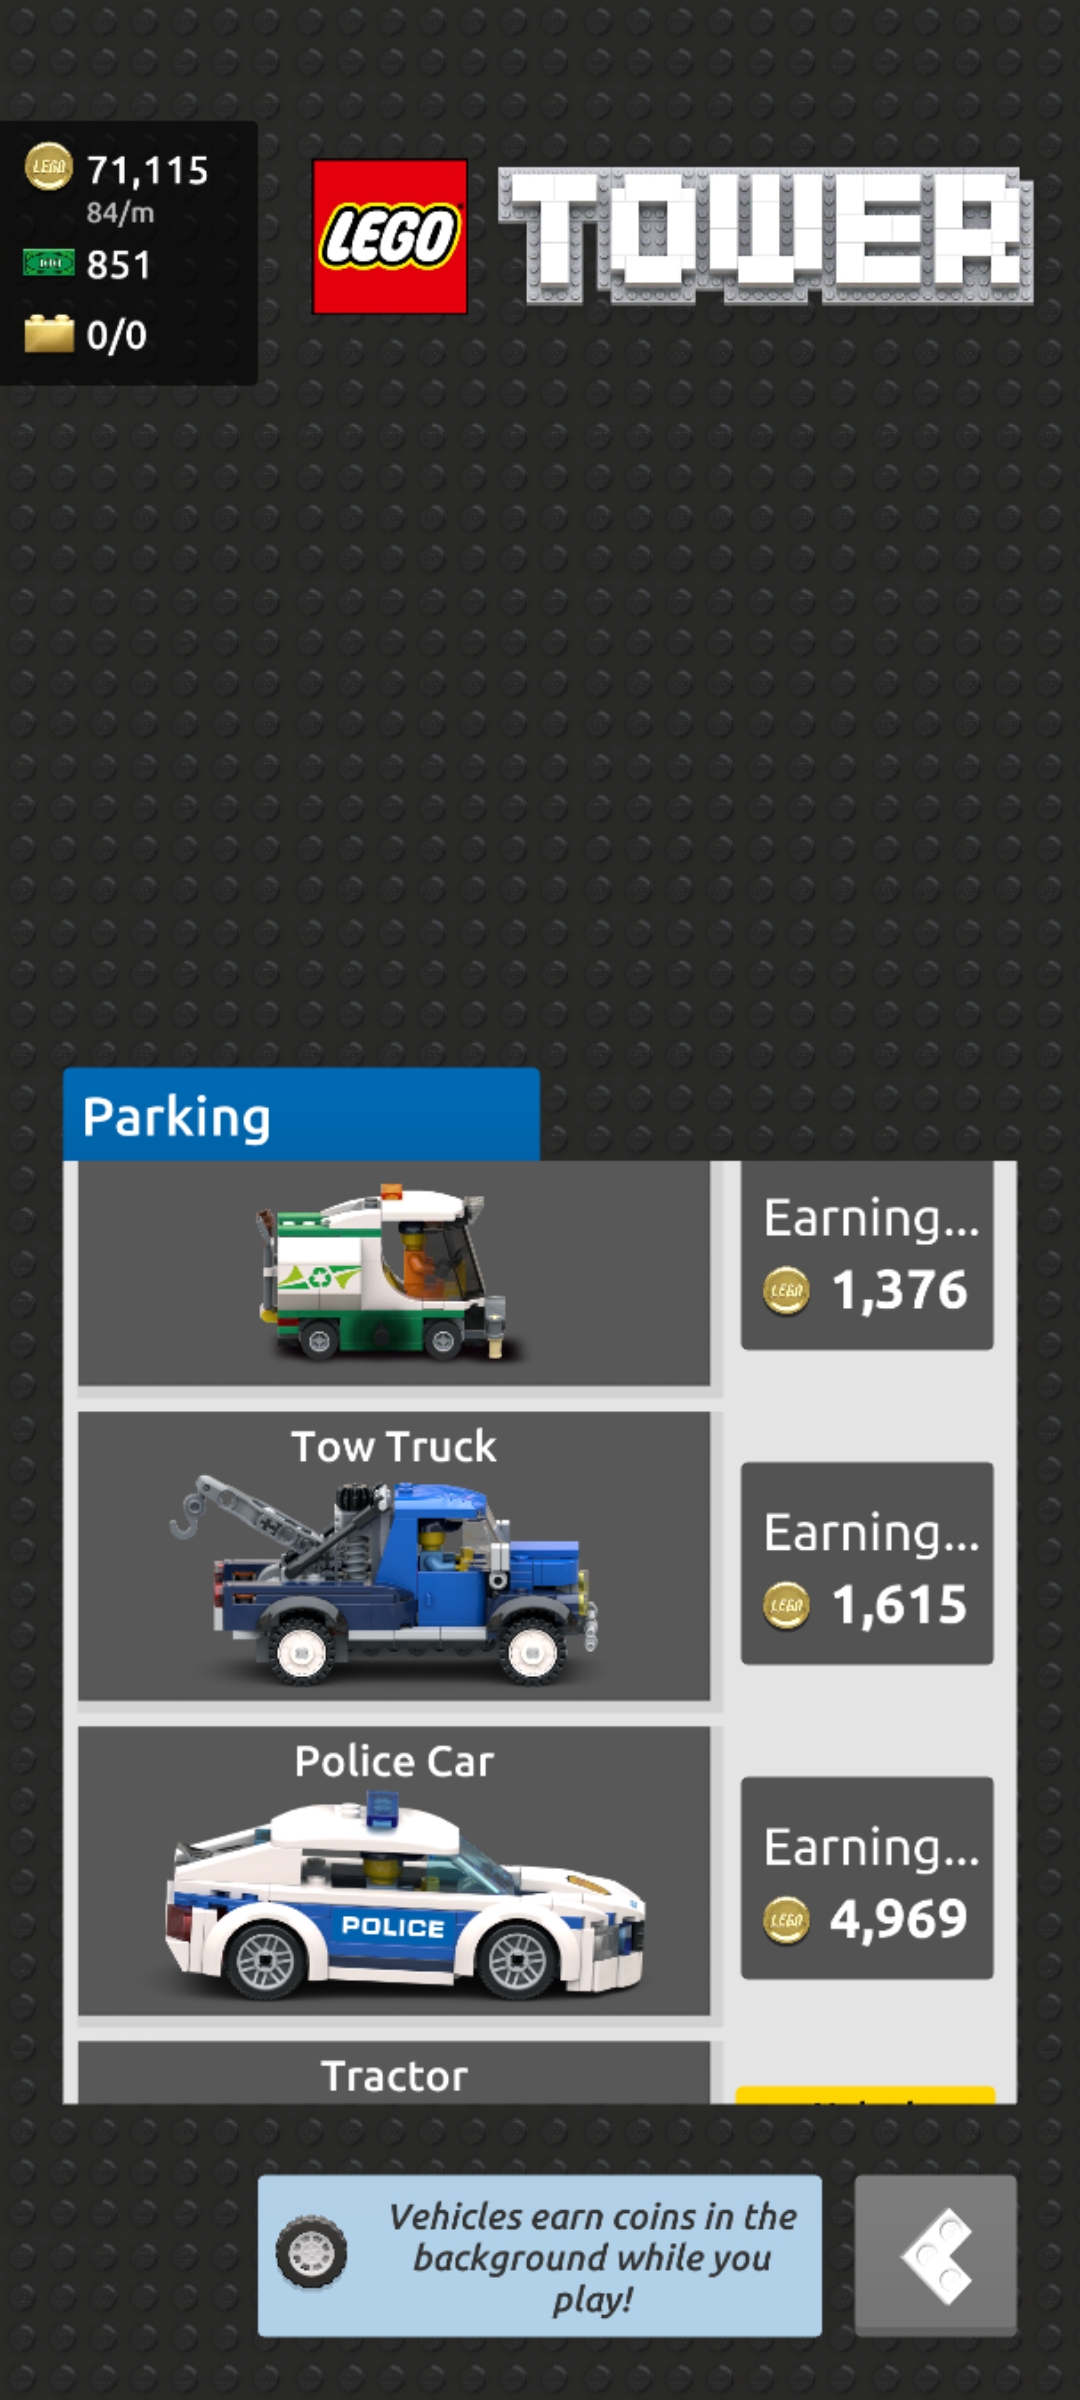 71,115
84/m
851
0/0
LEGO
TOWER
Parking
Earning...
1,376
Tow Truck
Earning...
1,615
Police Car
POLICE
Earning...
4,969
Tractor
Vehicles earn coins in the
background while you
play!